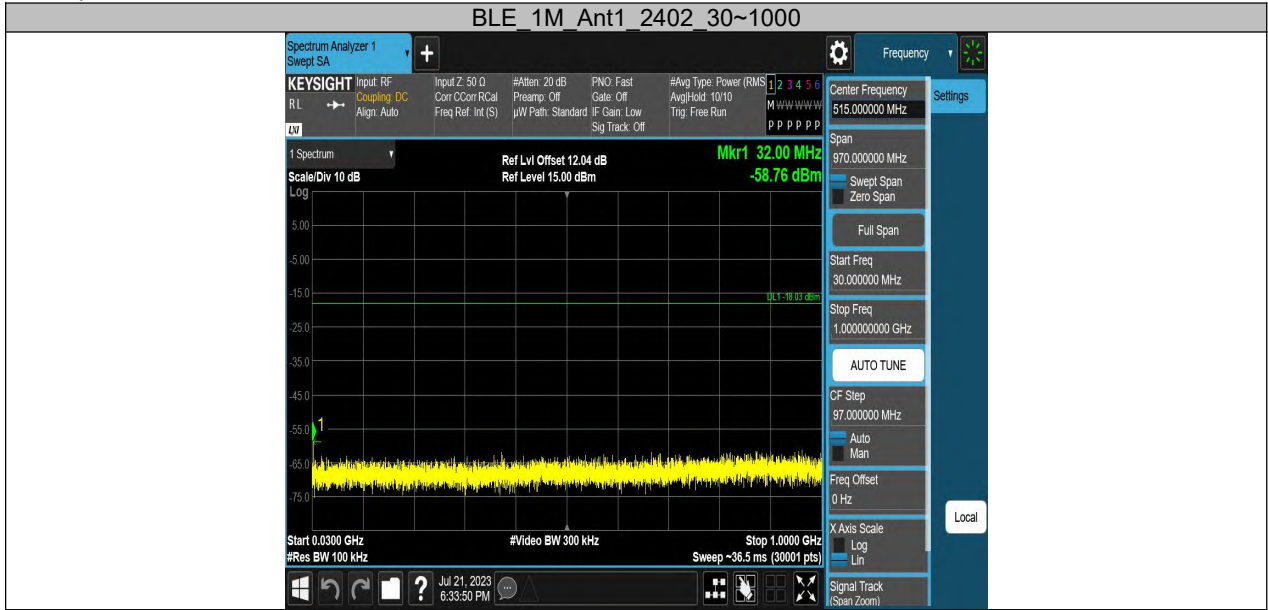 BLE_1M_Ant1_2402_30~1000
Spectrum Analyzer 1
Swept SA
+
Frequency
KEYSIGHT
RL
LXI
Input: RF
Coupling: DC
Align: Auto
Input Z: 50 Ω
Corr CCorr RCal
Freq Ref: Int (S)
#Atten: 20 dB
Preamp: Off
µW Path: Standard
PNO: Fast
Gate: Off
IF Gain: Low
Sig Track: Off
#Avg Type: Power (RMS
Avg|Hold: 10/10
Trig: Free Run
1 2 3 4 5 6
M W W W W W
P P P P P P
Center Frequency
515.000000 MHz
Settings
1 Spectrum
Scale/Div 10 dB
Log
Ref Lvl Offset 12.04 dB
Ref Level 15.00 dBm
Mkr1 32.00 MHz
-58.76 dBm
5.00
-5.00
-15.0
DL1 -18.03 dBm
-25.0
-35.0
-45.0
-55.0
1
-65.0
-75.0
Start 0.0300 GHz
#Res BW 100 kHz
#Video BW 300 kHz
Stop 1.0000 GHz
Sweep ~36.5 ms (30001 pts)
Span
970.000000 MHz
Swept Span
Zero Span
Full Span
Start Freq
30.000000 MHz
Stop Freq
1.000000000 GHz
AUTO TUNE
CF Step
97.000000 MHz
Auto
Man
Freq Offset
0 Hz
X Axis Scale
Log
Lin
Local
Signal Track
(Span Zoom)
?
Jul 21, 2023
6:33:50 PM